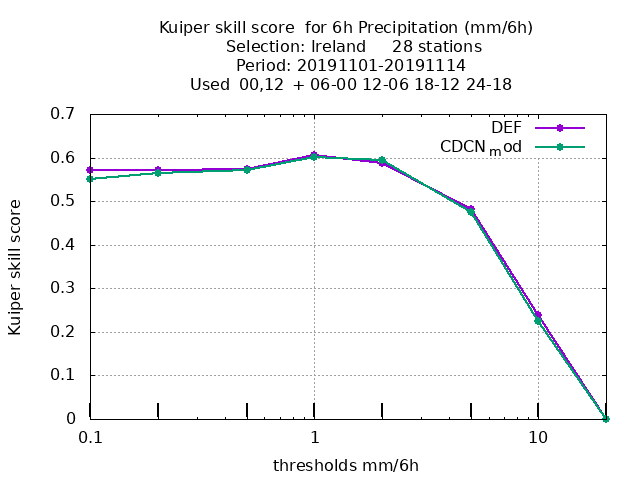 Kuiper skill score  for 6h Precipitation (mm/6h)
Selection: Ireland     28 stations
Period: 20191101-20191114
Used  00,12  + 06-00 12-06 18-12 24-18
DEF
CDCNmod
0.7
0.6
0.5
0.4
0.3
0.2
0.1
0
Kuiper skill score
0.1 1 10
thresholds mm/6h